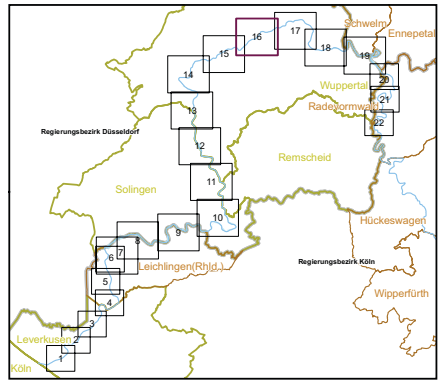 Schwelm
Ennepetal
17
16
18
15
19
14
20
Wuppertal
21
13
Radevormwald
22
Regierungsbezirk Düsseldorf
12
Remscheid
11
Solingen
10
Hückeswagen
9
8
7
6
Leichlingen(Rhld.)
Regierungsbezirk Köln
5
Wipperfürth
4
3
Leverkusen
2
1
Köln